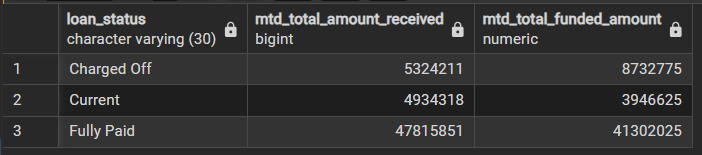 loan_status mtd_total_amount_received mtd_total_funded_amount
character varying (30) bigint numeric
1 Charged Off 5324211 8732775
2 Current 4934318 3946625
3 Fully Paid 47815851 41302025